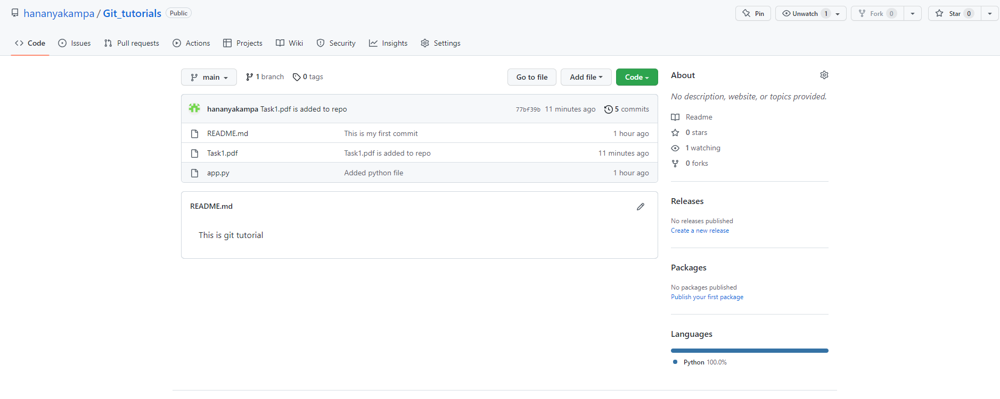 hananyakampa / Git_tutorials Public Pin Unwatch 1 Fork 0 Star 0
Code Issues Pull requests Actions Projects Wiki Security Insights Settings
main 1 branch 0 tags Go to file Add file Code
hananyakampa Task1.pdf is added to repo 77bf39b 11 minutes ago 5 commits
README.md This is my first commit 1 hour ago
Task1.pdf Task1.pdf is added to repo 11 minutes ago
app.py Added python file 1 hour ago
README.md
This is git tutorial
About
No description, website, or topics provided.
Readme
0 stars
1 watching
0 forks
Releases
No releases published
Create a new release
Packages
No packages published
Publish your first package
Languages
Python 100.0%